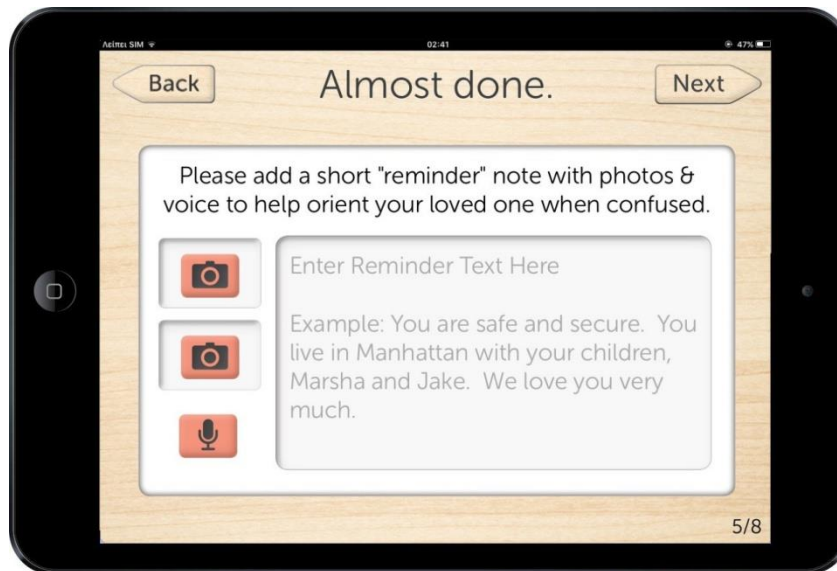 Λείπει SIM 02:41 47%
Back Almost done. Next
Please add a short "reminder" note with photos &
voice to help orient your loved one when confused.
Enter Reminder Text Here
Example: You are safe and secure.  You
live in Manhattan with your children,
Marsha and Jake.  We love you very
much.
5/8